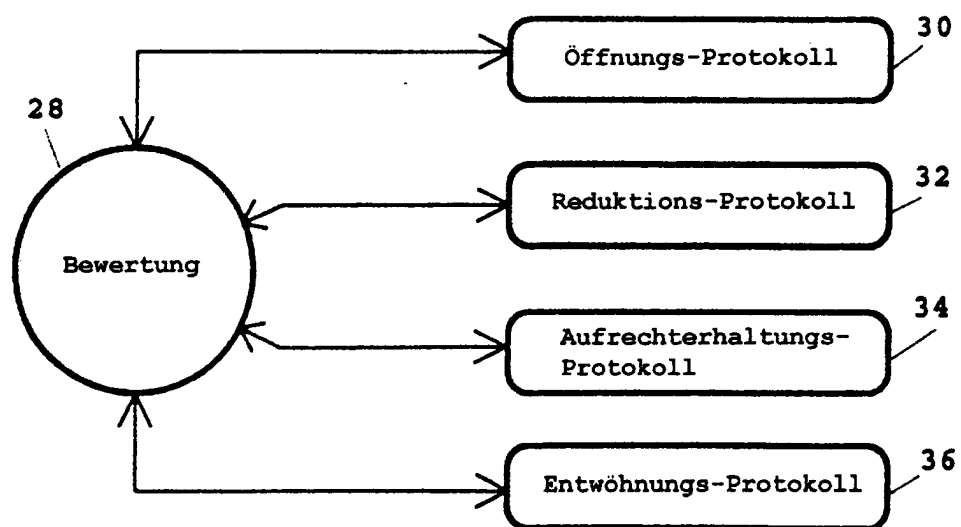 30
Öffnungs-Protokoll
28
32
Reduktions-Protokoll
Bewertung
34
Aufrechterhaltungs-
Protokoll
36
Entwöhnungs-Protokoll